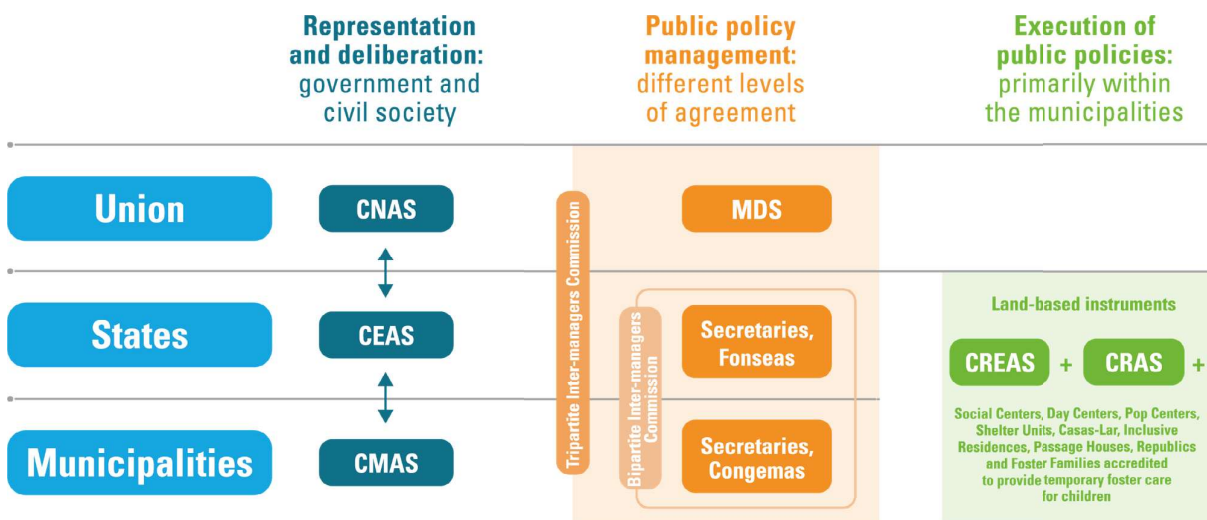 Representation
and deliberation:
government and
civil society
Public policy
management:
different levels
of agreement
Execution of
public policies:
primarily within
the municipalities
Union
CNAS
Tripartite Inter-managers Commission
MDS
States
CEAS
Bipartite Inter-managers
Commission
Secretaries,
Fonseas
Land-based instruments
CREAS + CRAS +
Social Centers, Day Centers, Pop Centers,
Shelter Units, Casas-Lar, Inclusive
Residences, Passage Houses, Republics
and Foster Families accredited
to provide temporary foster care
for children
Municipalities
CMAS
Secretaries,
Congemas